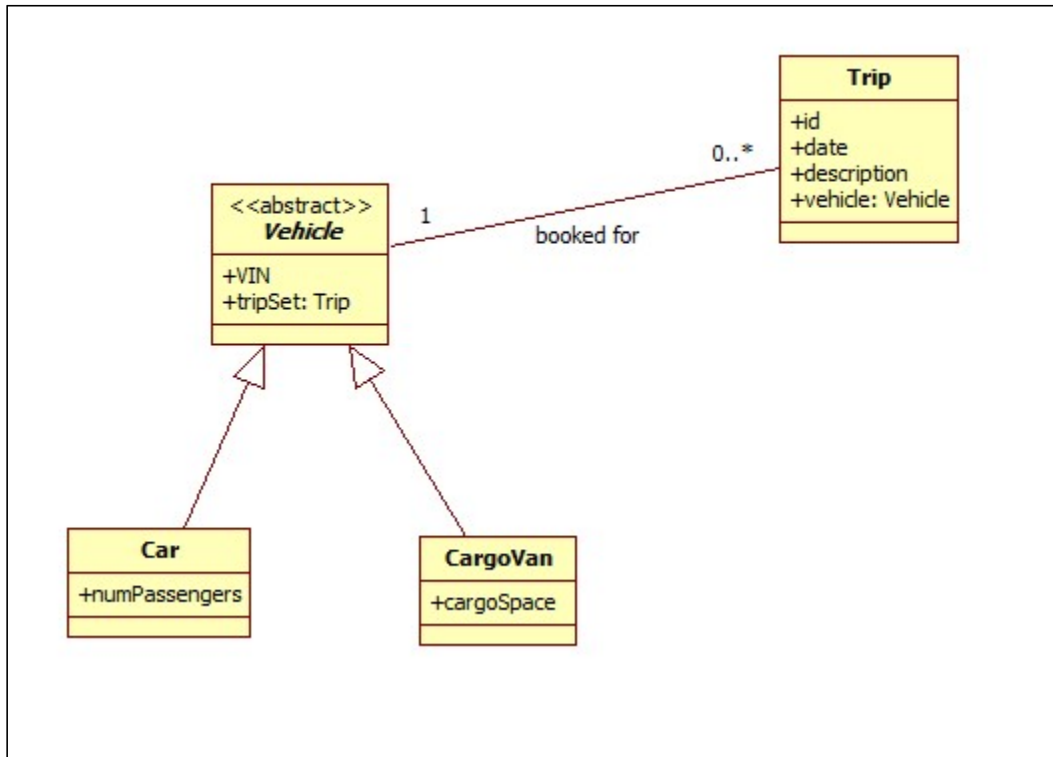 Trip
+id
+date
+description
+vehicle: Vehicle
0..*
1
booked for
<<abstract>>
Vehicle
+VIN
+tripSet: Trip
Car
+numPassengers
CargoVan
+cargoSpace